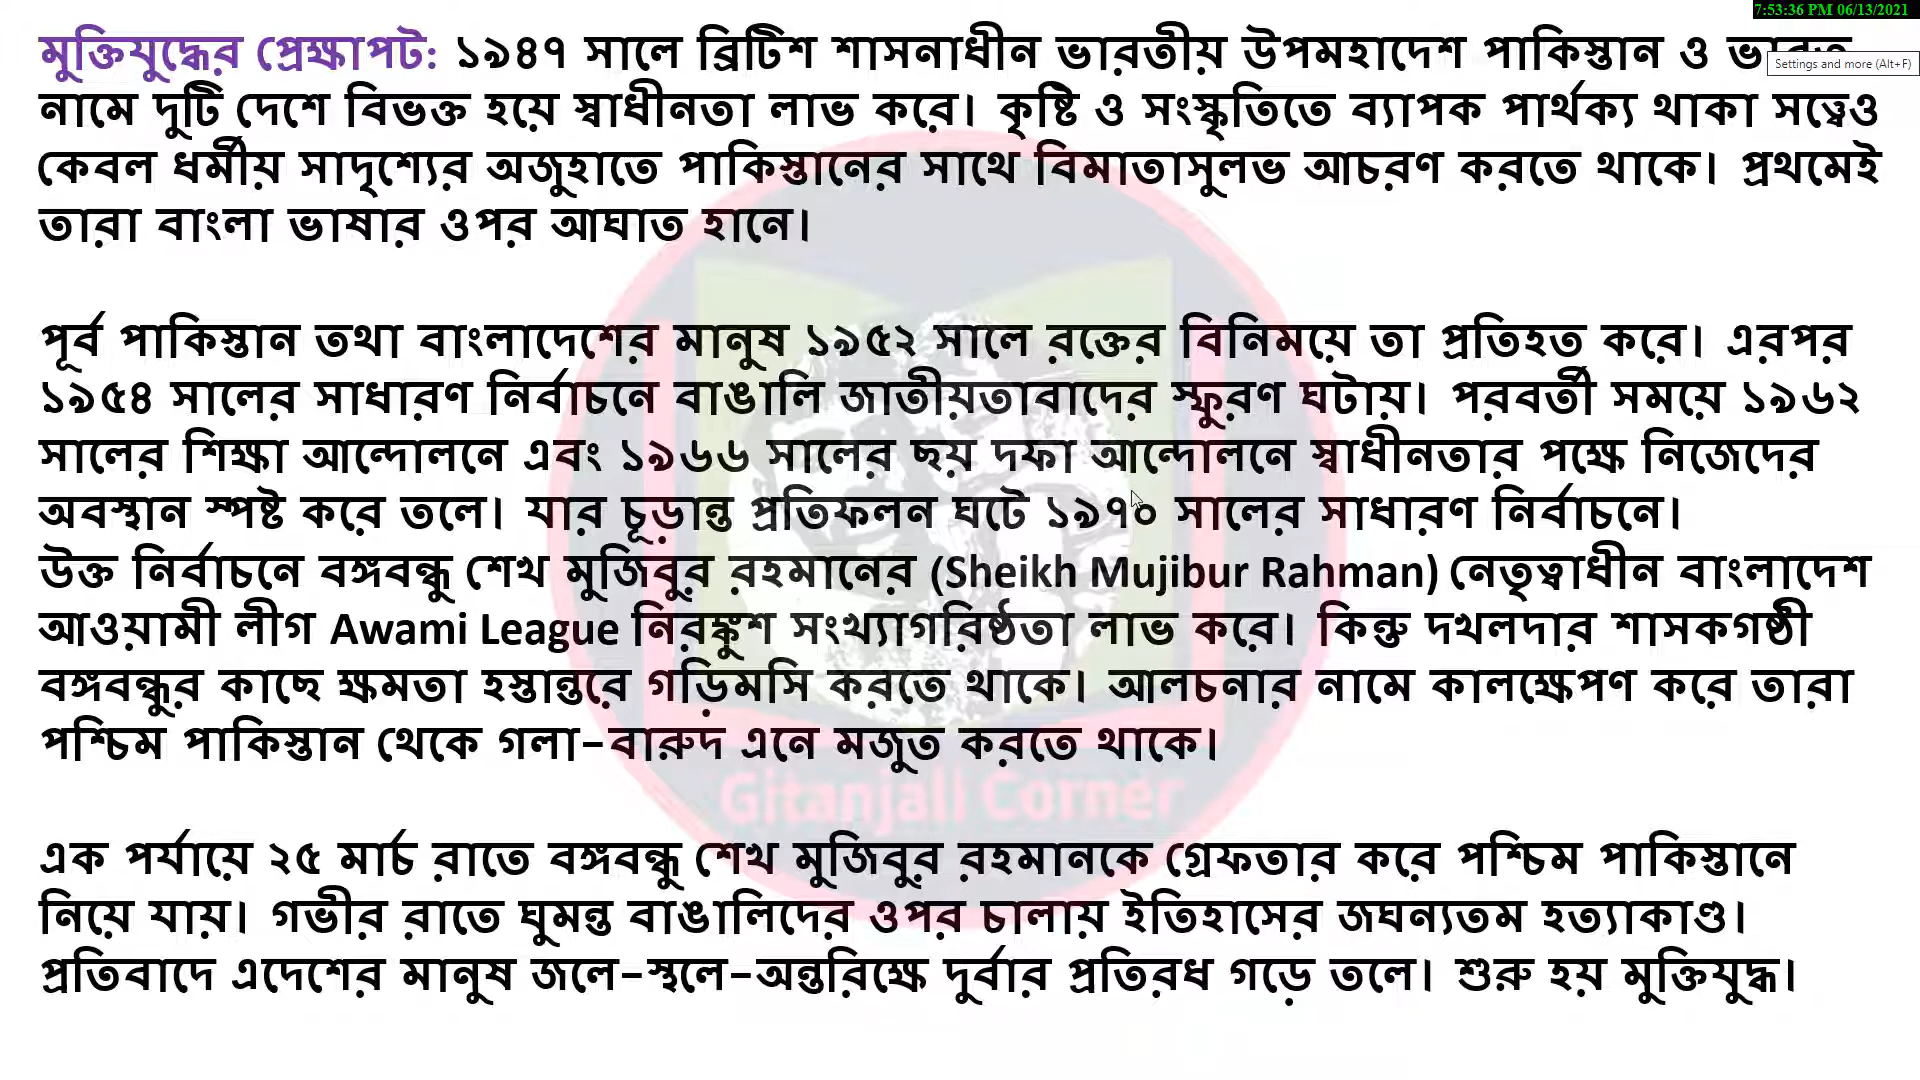 7:53:36 PM 06/13/2021
মুক্তিযুদ্ধের প্রেক্ষাপট: ১৯৪৭ সালে ব্রিটিশ শাসনাধীন ভারতীয় উপমহাদেশ পাকিস্তান ও ভারত
Settings and more (Alt+F)
নামে দুটি দেশে বিভক্ত হয়ে স্বাধীনতা লাভ করে। কৃষ্টি ও সংস্কৃতিতে ব্যাপক পার্থক্য থাকা সত্ত্বেও
কেবল ধর্মীয় সাদৃশ্যের অজুহাতে পাকিস্তানের সাথে বিমাতাসুলভ আচরণ করতে থাকে। প্রথমেই
তারা বাংলা ভাষার ওপর আঘাত হানে।
পূর্ব পাকিস্তান তথা বাংলাদেশের মানুষ ১৯৫২ সালে রক্তের বিনিময়ে তা প্রতিহত করে। এরপর
১৯৫৪ সালের সাধারণ নির্বাচনে বাঙালি জাতীয়তাবাদের স্ফুরণ ঘটায়। পরবর্তী সময়ে ১৯৬২
সালের শিক্ষা আন্দোলনে এবং ১৯৬৬ সালের ছয় দফা আন্দোলনে স্বাধীনতার পক্ষে নিজেদের
অবস্থান স্পষ্ট করে তলে। যার চূড়ান্ত প্রতিফলন ঘটে ১৯৭০ সালের সাধারণ নির্বাচনে।
উক্ত নির্বাচনে বঙ্গবন্ধু শেখ মুজিবুর রহমানের (Sheikh Mujibur Rahman) নেতৃত্বাধীন বাংলাদেশ
আওয়ামী লীগ Awami League নিরঙ্কুশ সংখ্যাগরিষ্ঠতা লাভ করে। কিন্তু দখলদার শাসকগষ্ঠী
বঙ্গবন্ধুর কাছে ক্ষমতা হস্তান্তরে গড়িমসি করতে থাকে। আলচনার নামে কালক্ষেপণ করে তারা
পশ্চিম পাকিস্তান থেকে গলা-বারুদ এনে মজুত করতে থাকে।
Gitanjali Corner
এক পর্যায়ে ২৫ মার্চ রাতে বঙ্গবন্ধু শেখ মুজিবুর রহমানকে গ্রেফতার করে পশ্চিম পাকিস্তানে
নিয়ে যায়। গভীর রাতে ঘুমন্ত বাঙালিদের ওপর চালায় ইতিহাসের জঘন্যতম হত্যাকাণ্ড।
প্রতিবাদে এদেশের মানুষ জলে-স্থলে-অন্তরিক্ষে দুর্বার প্রতিরধ গড়ে তলে। শুরু হয় মুক্তিযুদ্ধ।